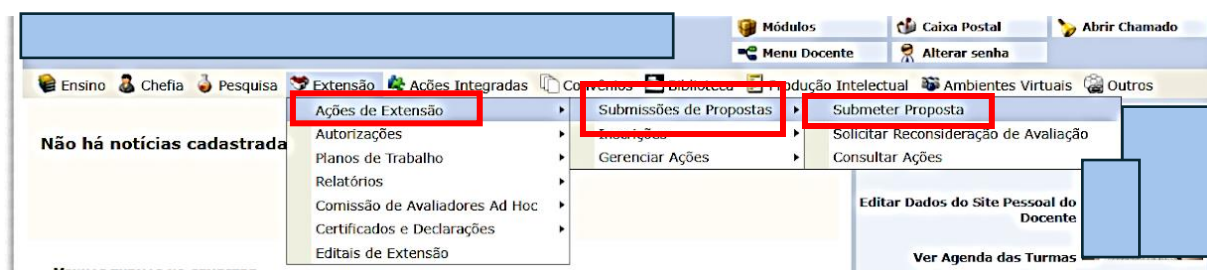 Módulos
Caixa Postal
Abrir Chamado
Menu Docente
Alterar senha
Ensino
Chefia
Pesquisa
Extensão
Ações Integradas
Convênios
Biblioteca
Produção Intelectual
Ambientes Virtuais
Outros
Ações de Extensão
Submissões de Propostas
Submeter Proposta
Autorizações
Inscrições
Solicitar Reconsideração de Avaliação
Não há notícias cadastrada
Planos de Trabalho
Gerenciar Ações
Consultar Ações
Relatórios
Comissão de Avaliadores Ad Hoc
Certificados e Declarações
Editais de Extensão
Editar Dados do Site Pessoal do
Docente
Ver Agenda das Turmas